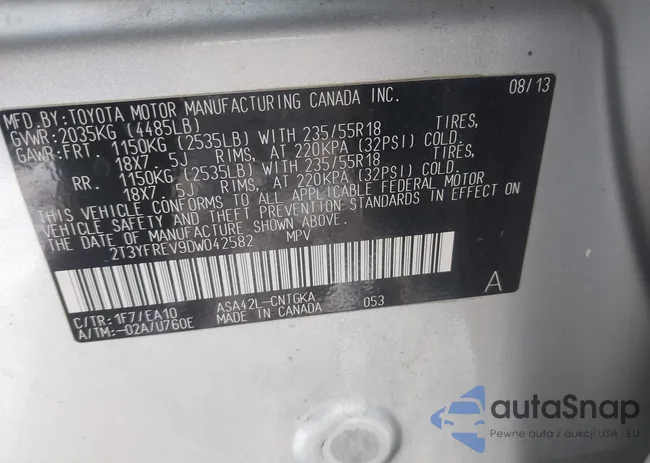 MFD.BY: TOYOTA MOTOR MANUFACTURING CANADA INC. 08/13
GVWR: 2035KG (4485LB)
GAWR: FRT 1150KG (2535LB) WITH 235/55R18 TIRES,
18X7. 5J RIMS, AT 220KPA (32PSI) COLD.
RR. 1150KG (2535LB) WITH 235/55R18 TIRES,
18X7. 5J RIMS, AT 220KPA (32PSI) COLD.
THIS VEHICLE CONFORMS TO ALL APPLICABLE FEDERAL MOTOR
VEHICLE SAFETY AND THEFT PREVENTION STANDARDS IN EFFECT ON
THE DATE OF MANUFACTURE SHOWN ABOVE.
2T3YFREV9DW042582 MPV
C/TR: 1F7/EA10 ASA42L-CNTGKA 053 A
A/TM: -02A/U760E MADE IN CANADA
autoSnap
Pewne auta z aukcji USA - EU